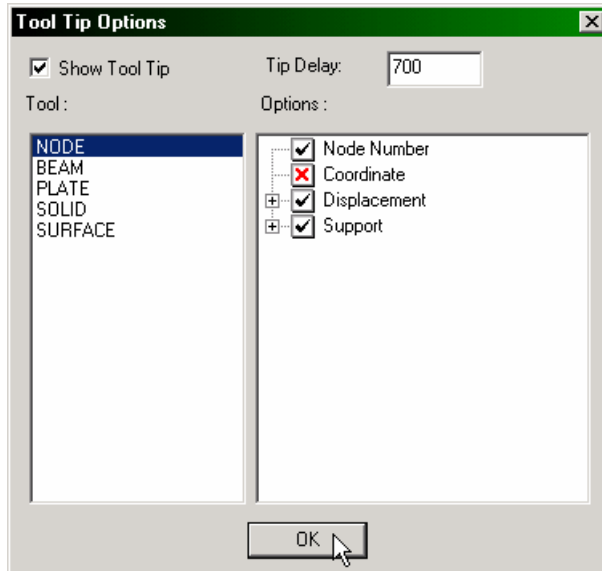 Tool Tip Options
Show Tool Tip
Tip Delay:
700
Tool :
Options :
NODE
BEAM
PLATE
SOLID
SURFACE
Node Number
Coordinate
Displacement
Support
OK